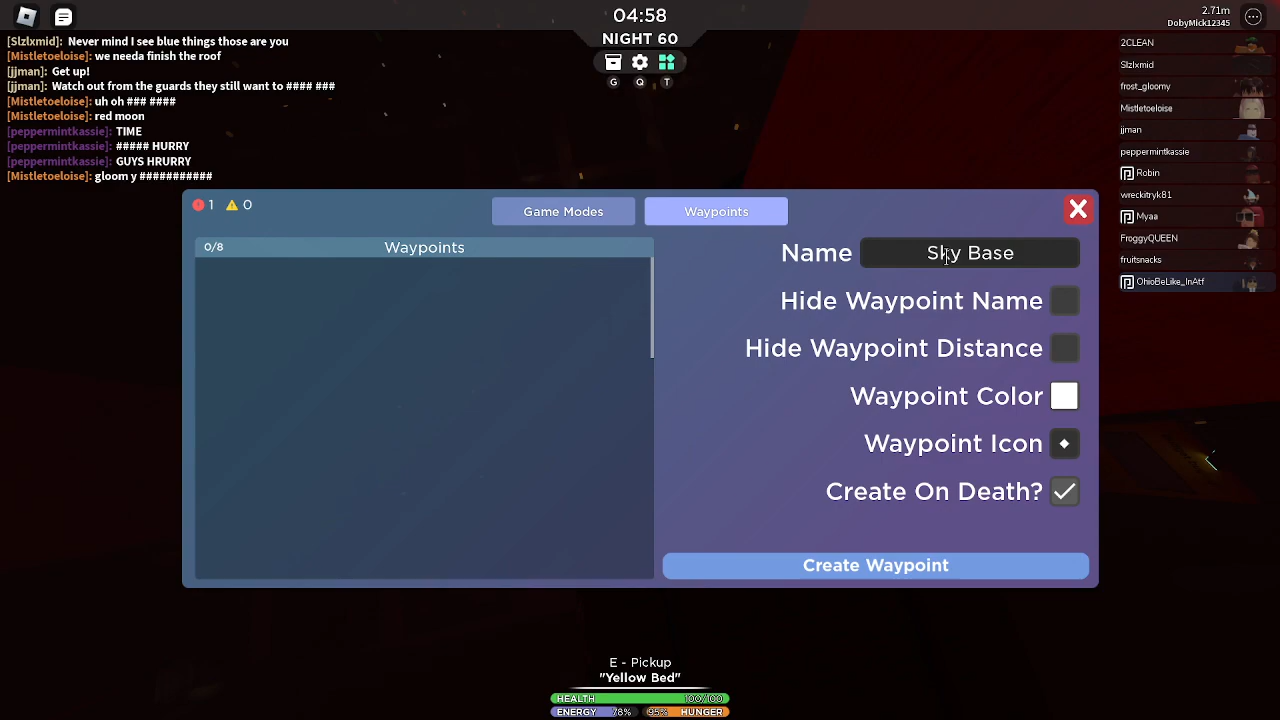 04:58
NIGHT 60
G Q T
2.71m
DobyMick12345
[Slzlxmid]: Never mind I see blue things those are you
[Mistletoeloise]: we needa finish the roof
[jjman]: Get up!
[jjman]: Watch out from the guards they still want to #### ###
[Mistletoeloise]: uh oh ### ####
[Mistletoeloise]: red moon
[peppermintkassie]: TIME
[peppermintkassie]: ##### HURRY
[peppermintkassie]: GUYS HRURRY
[Mistletoeloise]: gloom y ###########
2CLEAN
Slzlxmid
frost_gloomy
Mistletoeloise
jjman
peppermintkassie
Robin
wreckitryk81
Myaa
FroggyQUEEN
fruitsnacks
OhioBeLike_InAtf
1 0
Game Modes
Waypoints
X
0/8
Waypoints
Name
Sky Base
Hide Waypoint Name
Hide Waypoint Distance
Waypoint Color
Waypoint Icon
Create On Death?
Create Waypoint
E - Pickup
"Yellow Bed"
HEALTH 100/100
ENERGY 78% 95% HUNGER